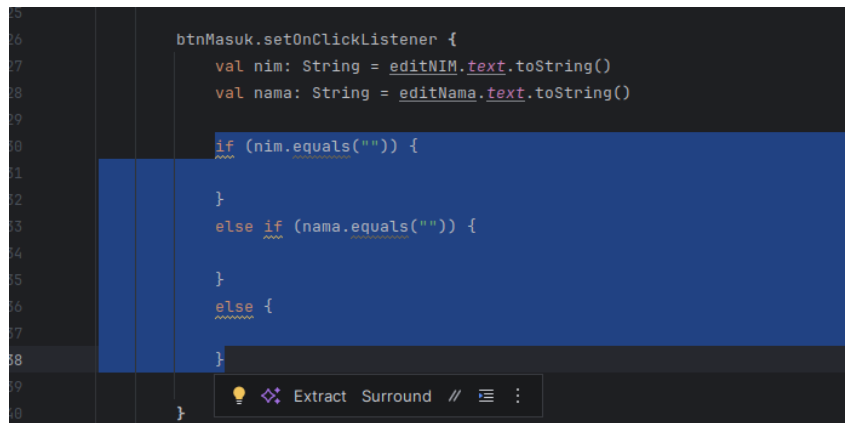 25
26 btnMasuk.setOnClickListener {
27 val nim: String = editNIM.text.toString()
28 val nama: String = editNama.text.toString()
29
30 if (nim.equals("")) {
31
32 }
33 else if (nama.equals("")) {
34
35 }
36 else {
37
38 }
39
Extract Surround //
40 }